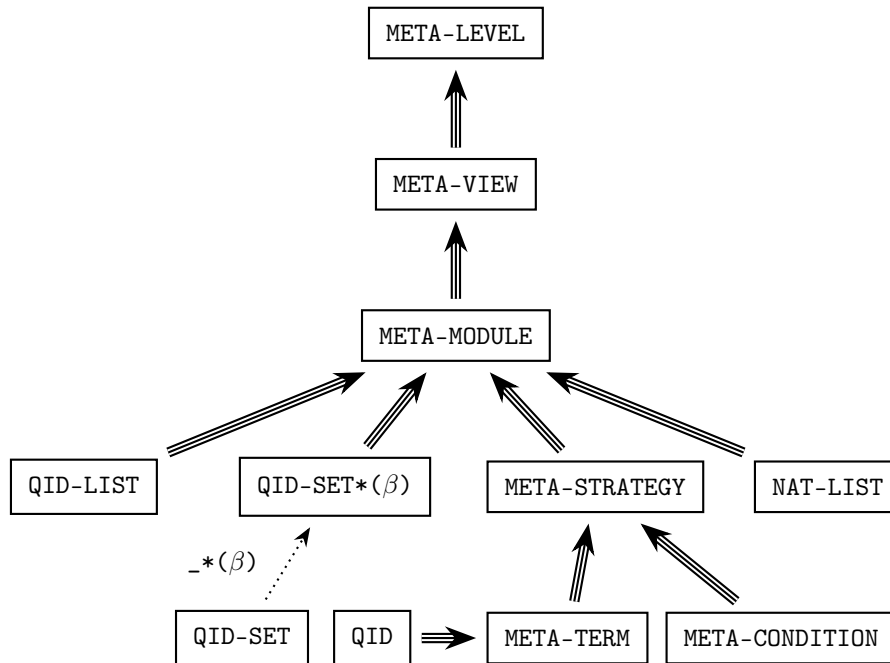 META-LEVEL
META-VIEW
META-MODULE
QID-LIST
QID-SET*(β)
META-STRATEGY
NAT-LIST
_*(β)
QID-SET
QID
META-TERM
META-CONDITION